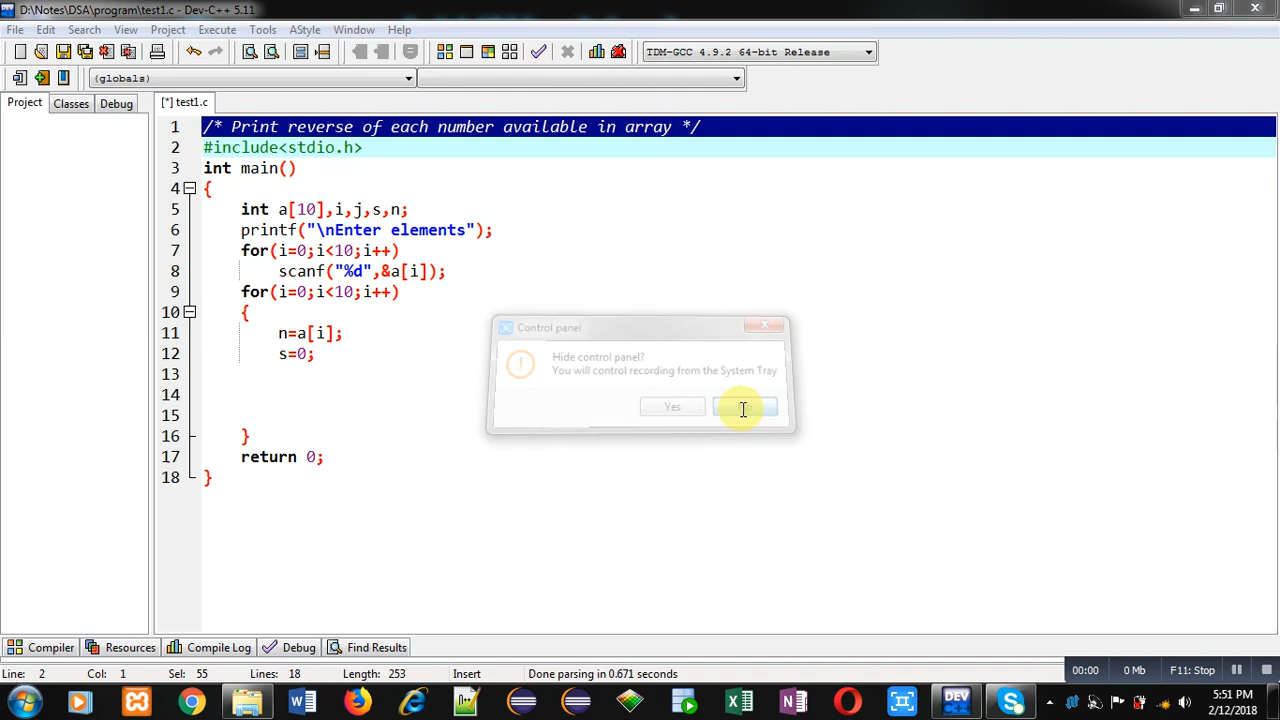 D:\Notes\DSA\program\test1.c - Dev-C++ 5.11
File Edit Search View Project Execute Tools AStyle Window Help
TDM-GCC 4.9.2 64-bit Release
(globals)
Project Classes Debug [*] test1.c
1 /* Print reverse of each number available in array */
2 #include<stdio.h>
3 int main()
4 {
5 int a[10],i,j,s,n;
6 printf("\nEnter elements");
7 for(i=0;i<10;i++)
8 scanf("%d",&a[i]);
9 for(i=0;i<10;i++)
10 {
11 n=a[i];
12 s=0;
13
14
15
16 }
17 return 0;
18 }
Control panel
Hide control panel?
You will control recording from the System Tray
Yes
Compiler Resources Compile Log Debug Find Results
Line: 2 Col: 1 Sel: 55 Lines: 18 Length: 253 Insert Done parsing in 0.671 seconds
00:00 0 Mb F11: Stop
DEV
5:51 PM
2/12/2018